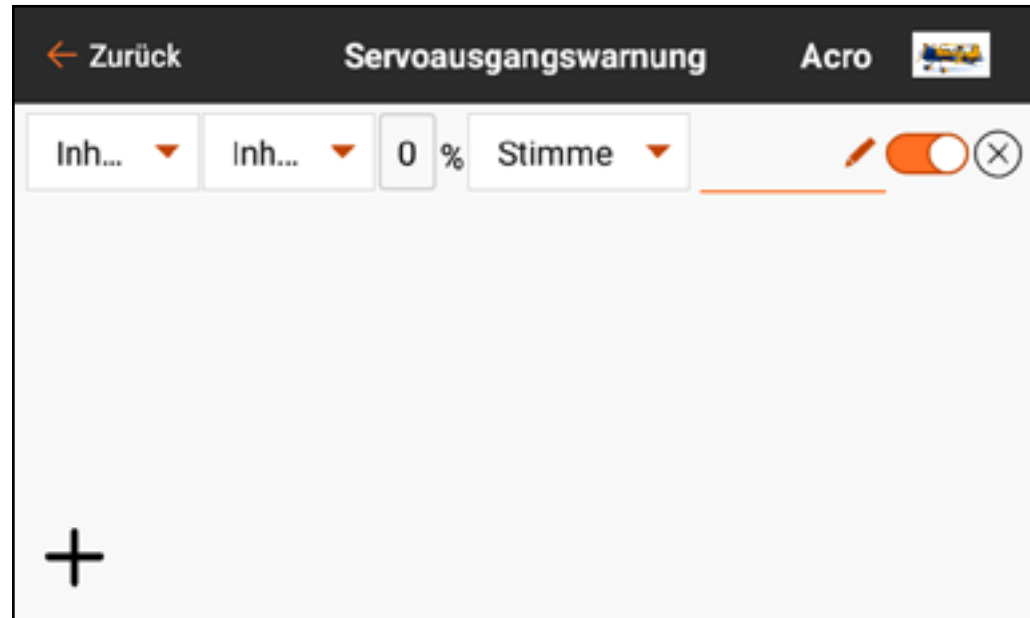 ← Zurück Servoausgangswarnung Acro
Inh... Inh... 0 % Stimme